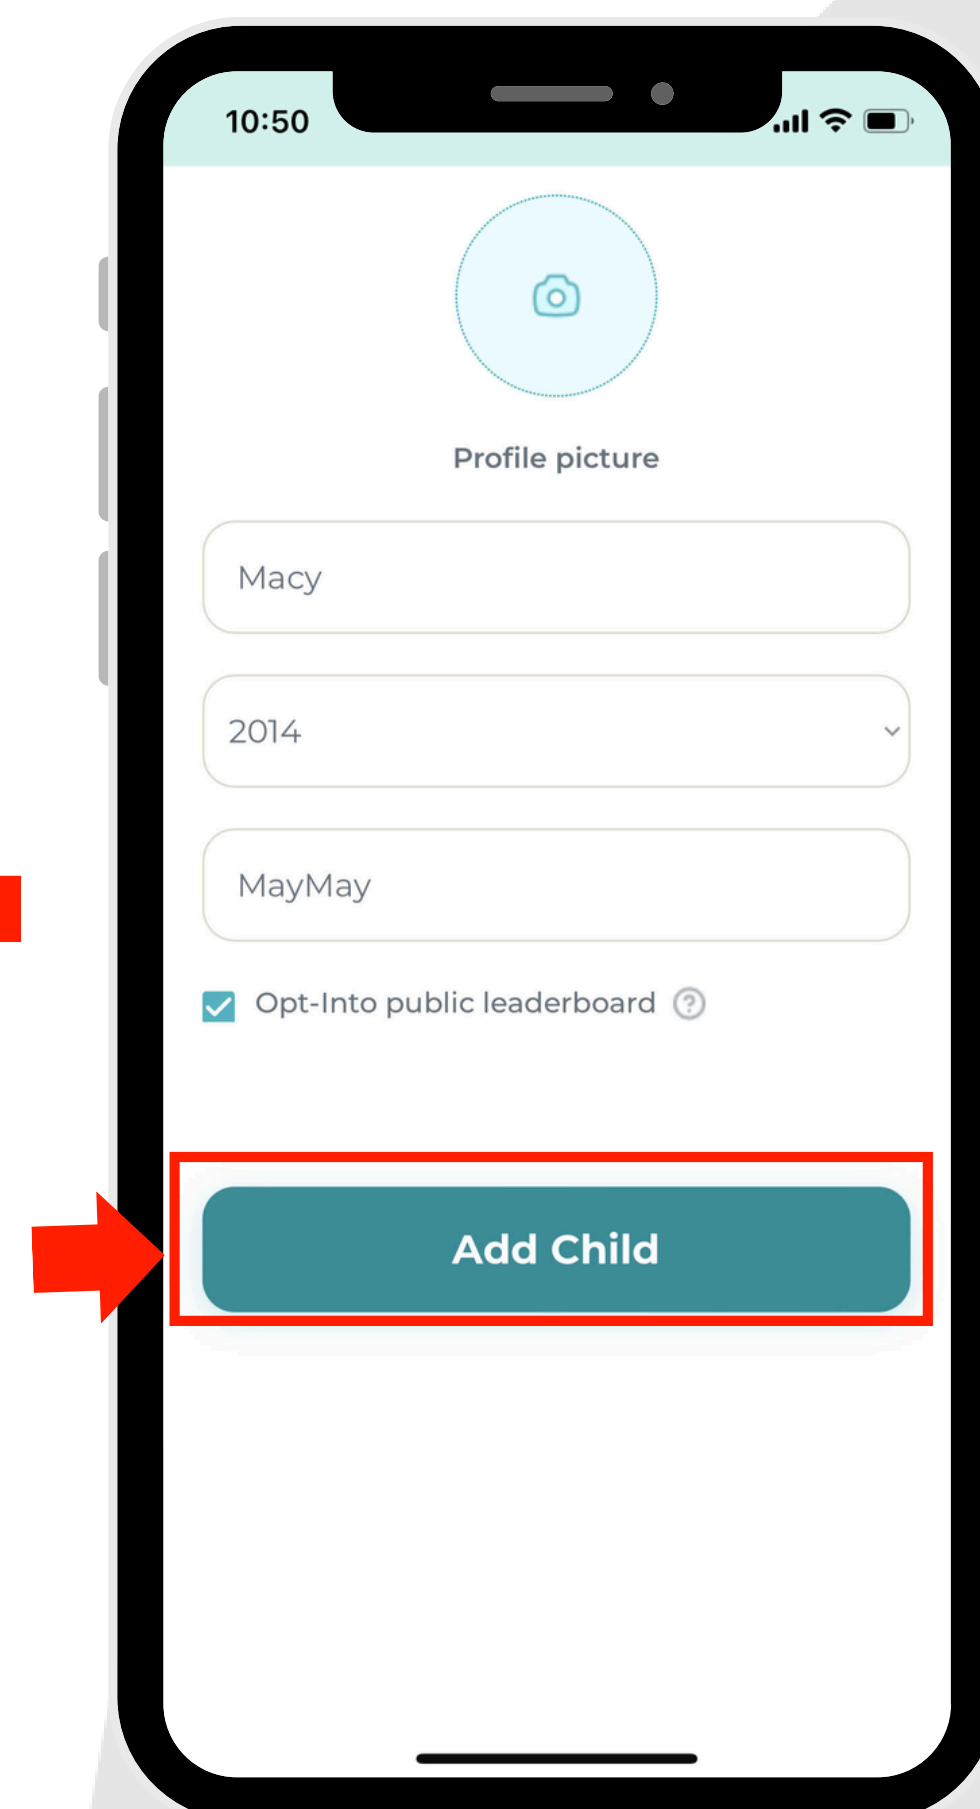 10:50
Profile picture
Macy
2014
MayMay
Opt-Into public leaderboard ?
Add Child